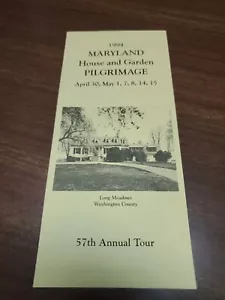 1994
MARYLAND
House and Garden
PILGRIMAGE
April 30, May 1, 7, 8, 14, 15
Long Meadows
Washington County
57th Annual Tour